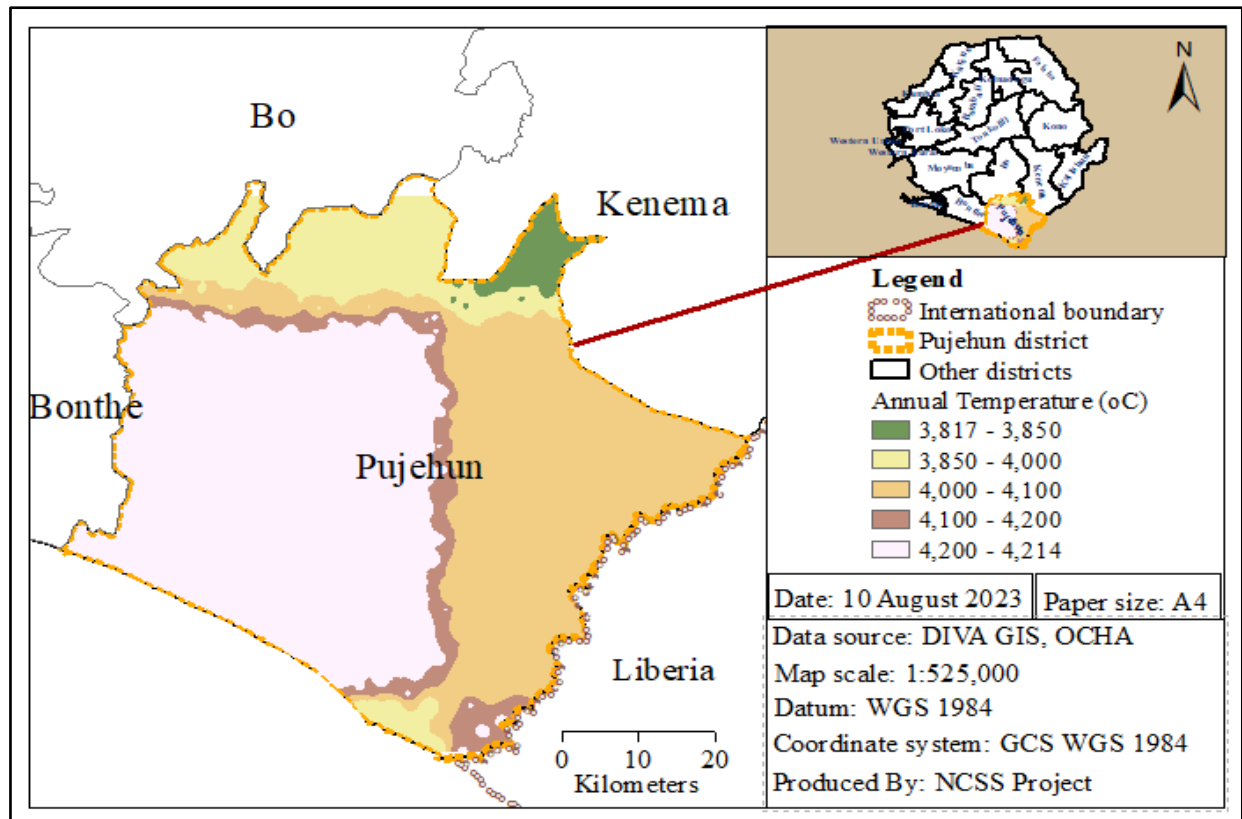 Bo
Kenema
Bonthe
Pujehun
Liberia
0 10 20
Kilometers
N
Kono
Port Loko
Legend
International boundary
Pujehun district
Other districts
Annual Temperature (oC)
3,817 - 3,850
3,850 - 4,000
4,000 - 4,100
4,100 - 4,200
4,200 - 4,214
Date: 10 August 2023
Paper size: A4
Data source: DIVA GIS, OCHA
Map scale: 1:525,000
Datum: WGS 1984
Coordinate system: GCS WGS 1984
Produced By: NCSS Project